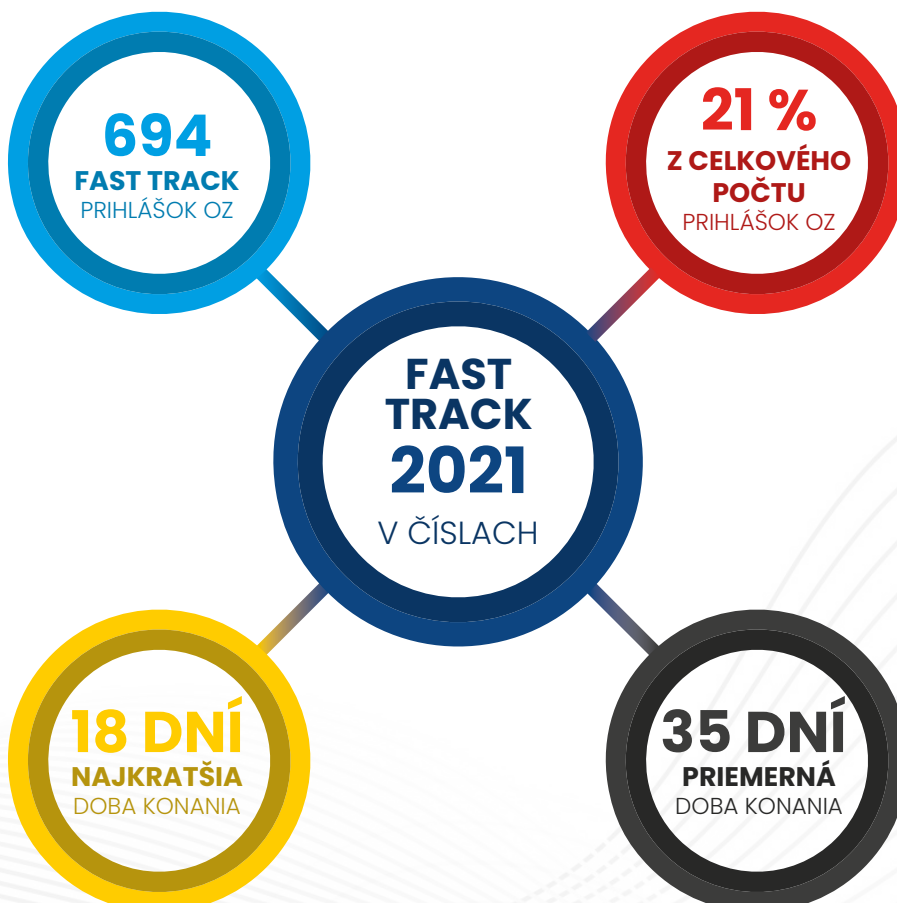 694
FAST TRACK
PRIHLÁŠOK OZ
21 %
Z CELKOVÉHO
POČTU
PRIHLÁŠOK OZ
FAST
TRACK
2021
V ČÍSLACH
18 DNÍ
NAJKRATŠIA
DOBA KONANIA
35 DNÍ
PRIEMERNÁ
DOBA KONANIA